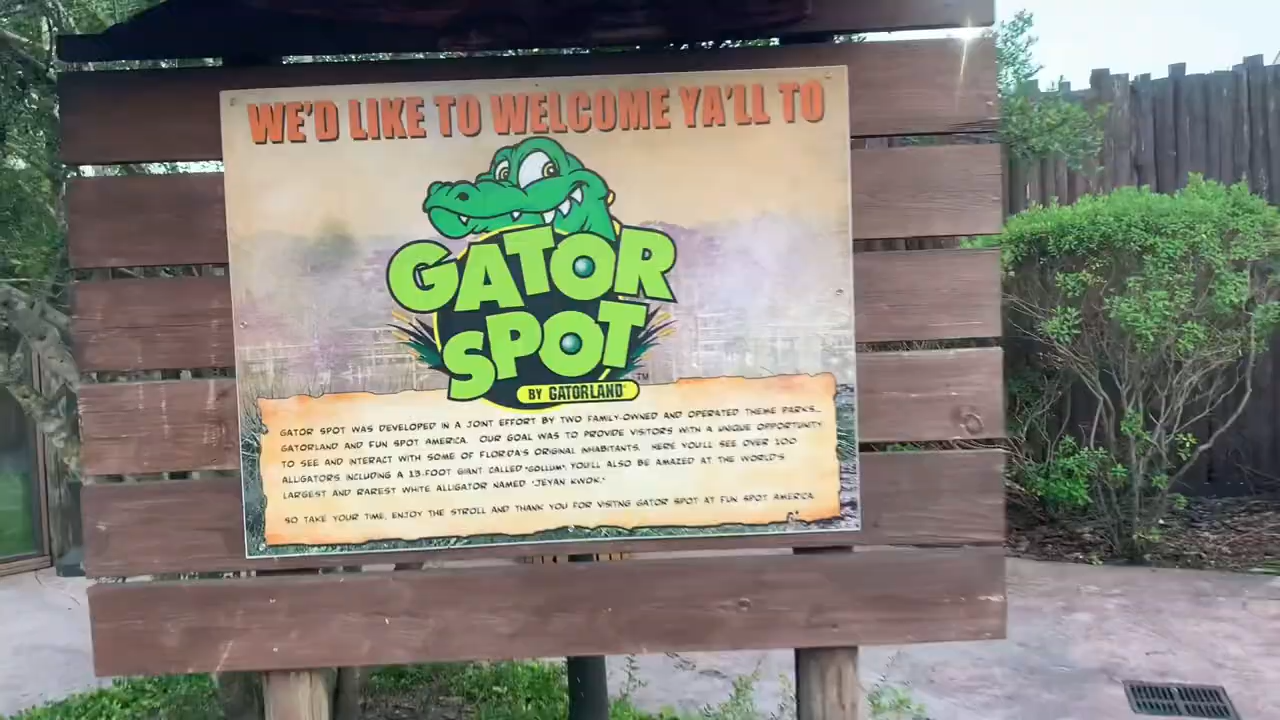 WE'D LIKE TO WELCOME YA'LL TO
GATOR
SPOT
TM
BY GATORLAND
GATOR SPOT WAS DEVELOPED IN A JOINT EFFORT BY TWO FAMILY-OWNED AND OPERATED THEME PARKS...
GATORLAND AND FUN SPOT AMERICA. OUR GOAL WAS TO PROVIDE VISITORS WITH A UNIQUE OPPORTUNITY
TO SEE AND INTERACT WITH SOME OF FLORIDA'S ORIGINAL INHABITANTS. HERE YOU'LL SEE OVER 100
ALLIGATORS INCLUDING A 13-FOOT GIANT CALLED "GOLLUM". YOU'LL ALSO BE AMAZED AT THE WORLD'S
LARGEST AND RAREST WHITE ALLIGATOR NAMED "JEYAN KWOK."
SO TAKE YOUR TIME, ENJOY THE STROLL AND THANK YOU FOR VISITNG GATOR SPOT AT FUN SPOT AMERICA.